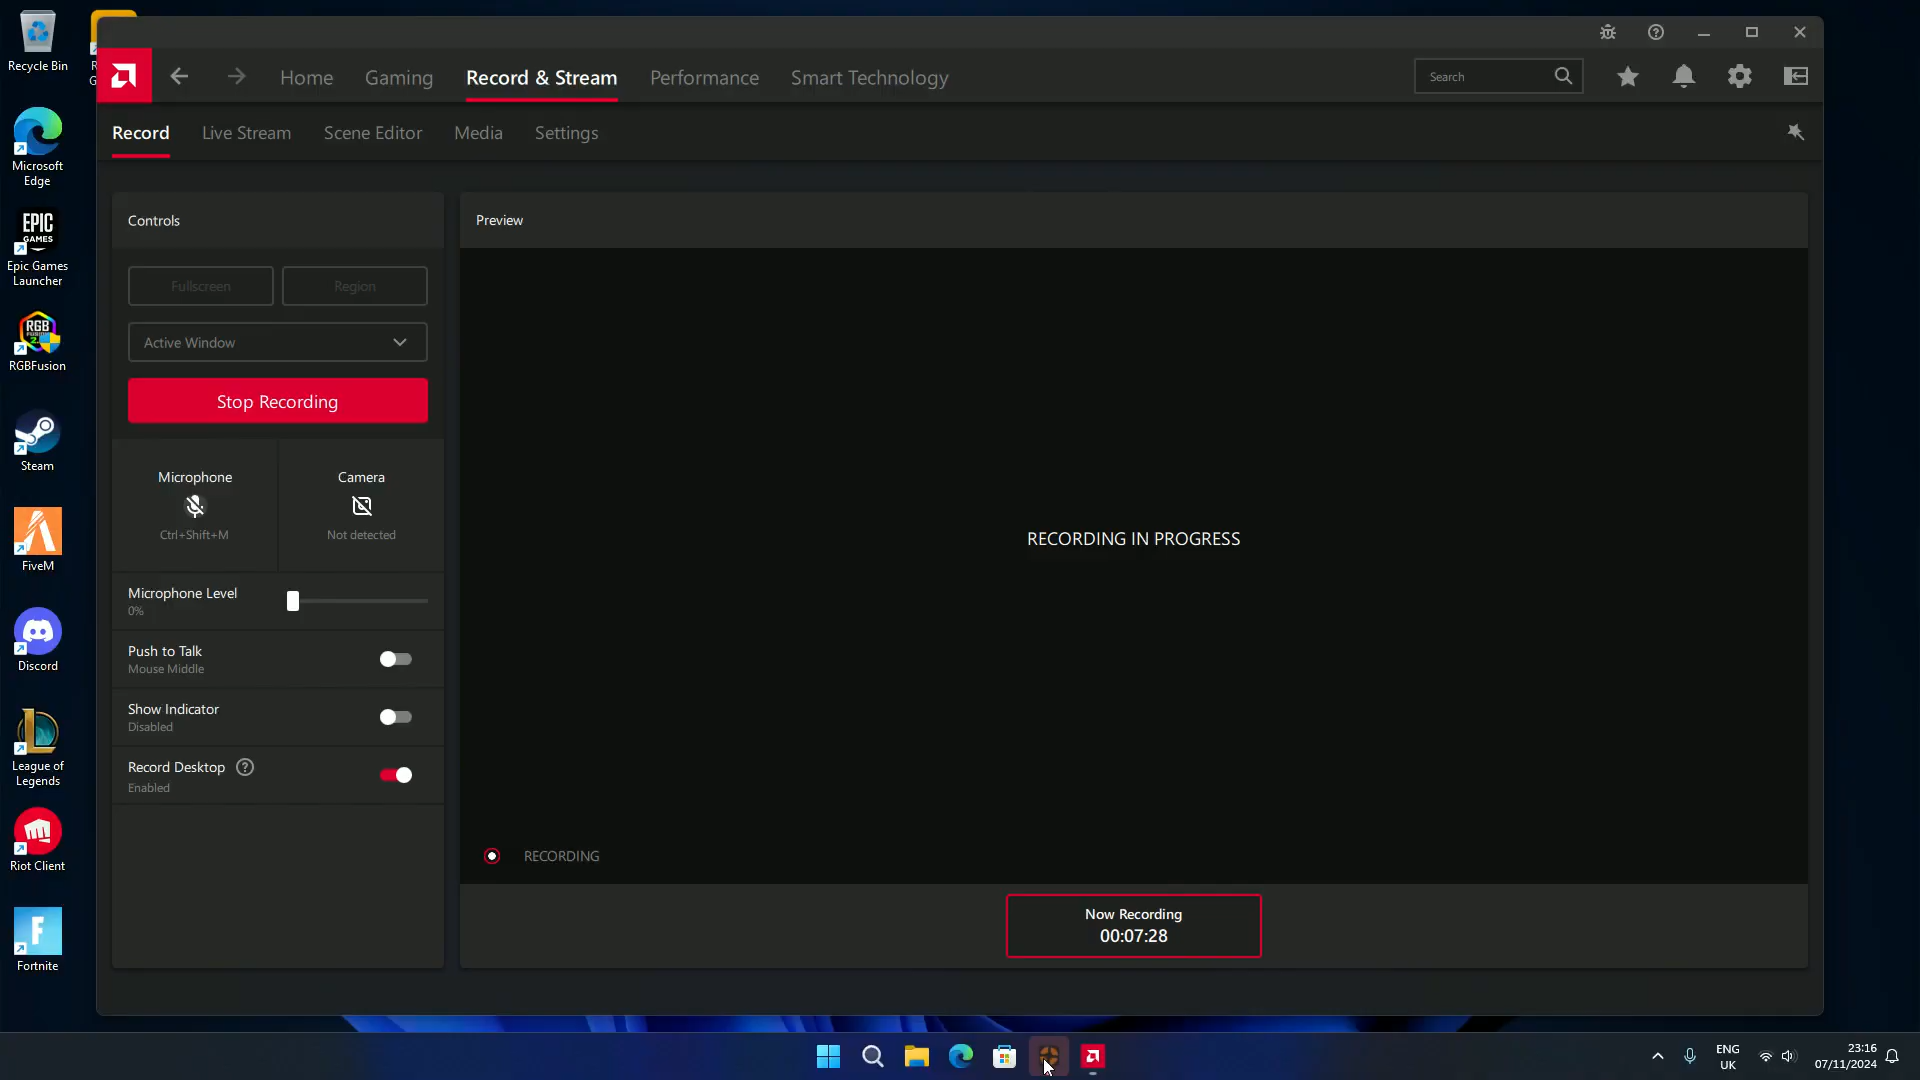 Recycle Bin
Microsoft
Edge
EPIC
GAMES
Epic Games
Launcher
RGB
RGBFusion
Steam
FiveM
Discord
League of
Legends
Riot Client
F
Fortnite
Home
Gaming
Record & Stream
Performance
Smart Technology
Search
Record
Live Stream
Scene Editor
Media
Settings
Controls
Fullscreen
Region
Active Window
Stop Recording
Microphone
Ctrl+Shift+M
Camera
Not detected
Microphone Level
0%
Push to Talk
Mouse Middle
Show Indicator
Disabled
Record Desktop
Enabled
Preview
RECORDING IN PROGRESS
RECORDING
Now Recording
00:07:28
ENG
UK
23:16
07/11/2024